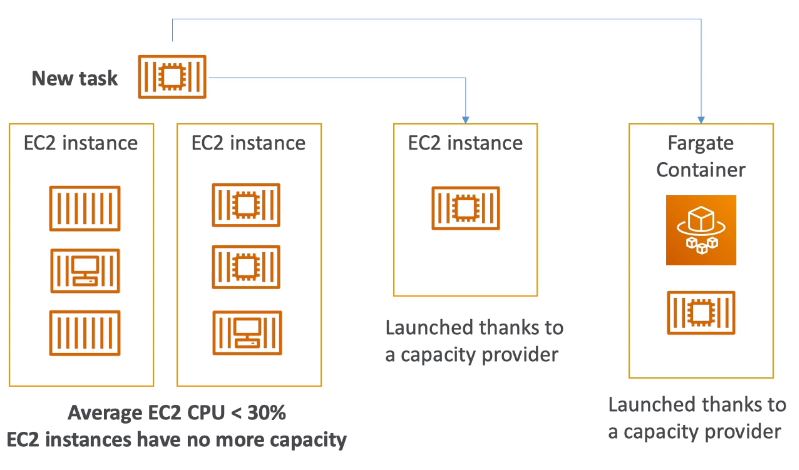 New task
EC2 instance
EC2 instance
EC2 instance
Fargate
Container
Launched thanks to
a capacity provider
Launched thanks to
a capacity provider
Average EC2 CPU < 30%
EC2 instances have no more capacity